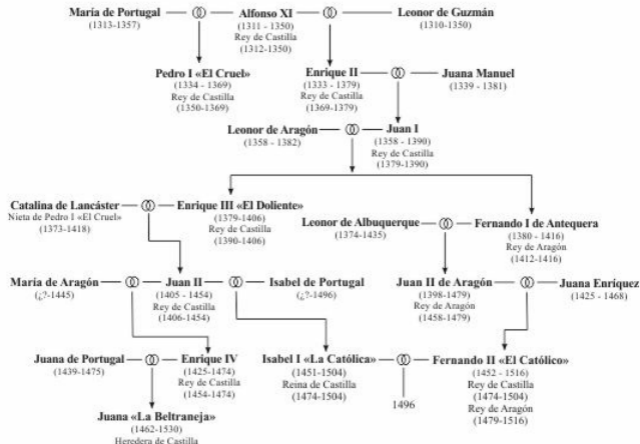 María de Portugal
(1313-1357)
Alfonso XI
(1311 - 1350)
Rey de Castilla
(1312-1350)
Leonor de Guzmán
(1310-1350)
Pedro I «El Cruel»
(1334 - 1369)
Rey de Castilla
(1350-1369)
Enrique II
(1333 - 1379)
Rey de Castilla
(1369-1379)
Juana Manuel
(1339 - 1381)
Leonor de Aragón
(1358 - 1382)
Juan I
(1358 - 1390)
Rey de Castilla
(1379-1390)
Catalina de Lancáster
Nieta de Pedro I «El Cruel»
(1373-1418)
Enrique III «El Doliente»
(1379-1406)
Rey de Castilla
(1390-1406)
Leonor de Albuquerque
(1374-1435)
Fernando I de Antequera
(1380 - 1416)
Rey de Aragón
(1412-1416)
María de Aragón
(¿?-1445)
Juan II
(1405 - 1454)
Rey de Castilla
(1406-1454)
Isabel de Portugal
(¿?-1496)
Juan II de Aragón
(1398-1479)
Rey de Aragón
(1458-1479)
Juana Enríquez
(1425 - 1468)
Juana de Portugal
(1439-1475)
Enrique IV
(1425-1474)
Rey de Castilla
(1454-1474)
Isabel I «La Católica»
(1451-1504)
Reina de Castilla
(1474-1504)
1496
Fernando II «El Católico»
(1452 - 1516)
Rey de Castilla
(1474-1504)
Rey de Aragón
(1479-1516)
Juana «La Beltraneja»
(1462-1530)
Heredera de Castilla